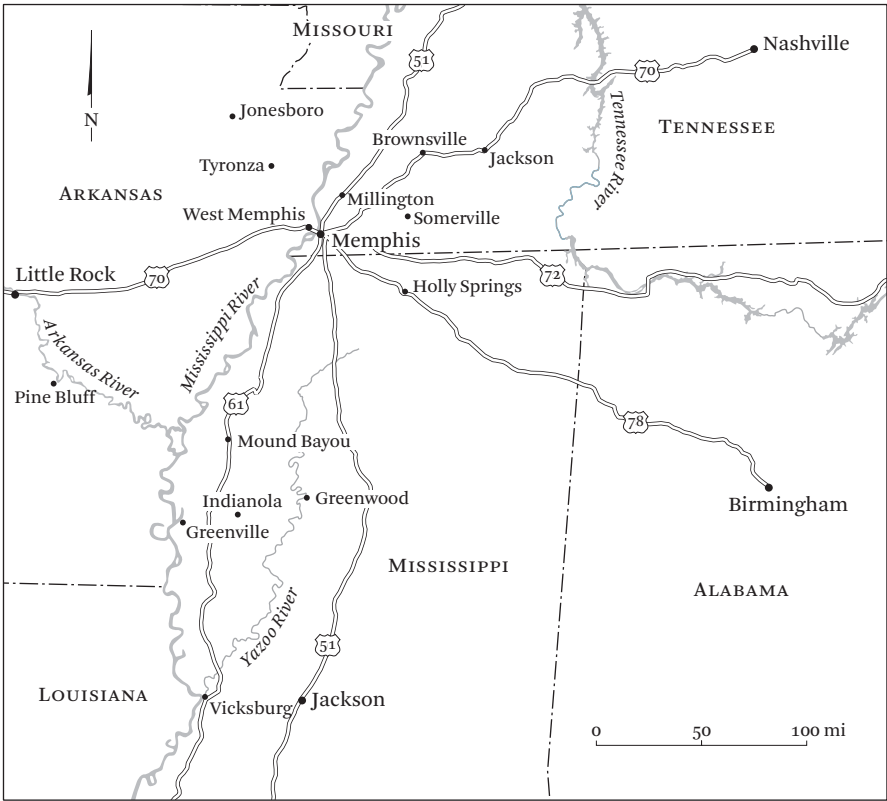 MISSOURI
51
Nashville
70
N
Jonesboro
Tennessee River
TENNESSEE
Brownsville
Jackson
Tyronza
ARKANSAS
Millington
West Memphis
Somerville
Memphis
Little Rock
70
72
Holly Springs
Mississippi River
Arkansas River
Pine Bluff
61
78
Mound Bayou
Indianola
Greenwood
Birmingham
Greenville
MISSISSIPPI
ALABAMA
Yazoo River
51
LOUISIANA
Vicksburg
Jackson
0 50 100 mi